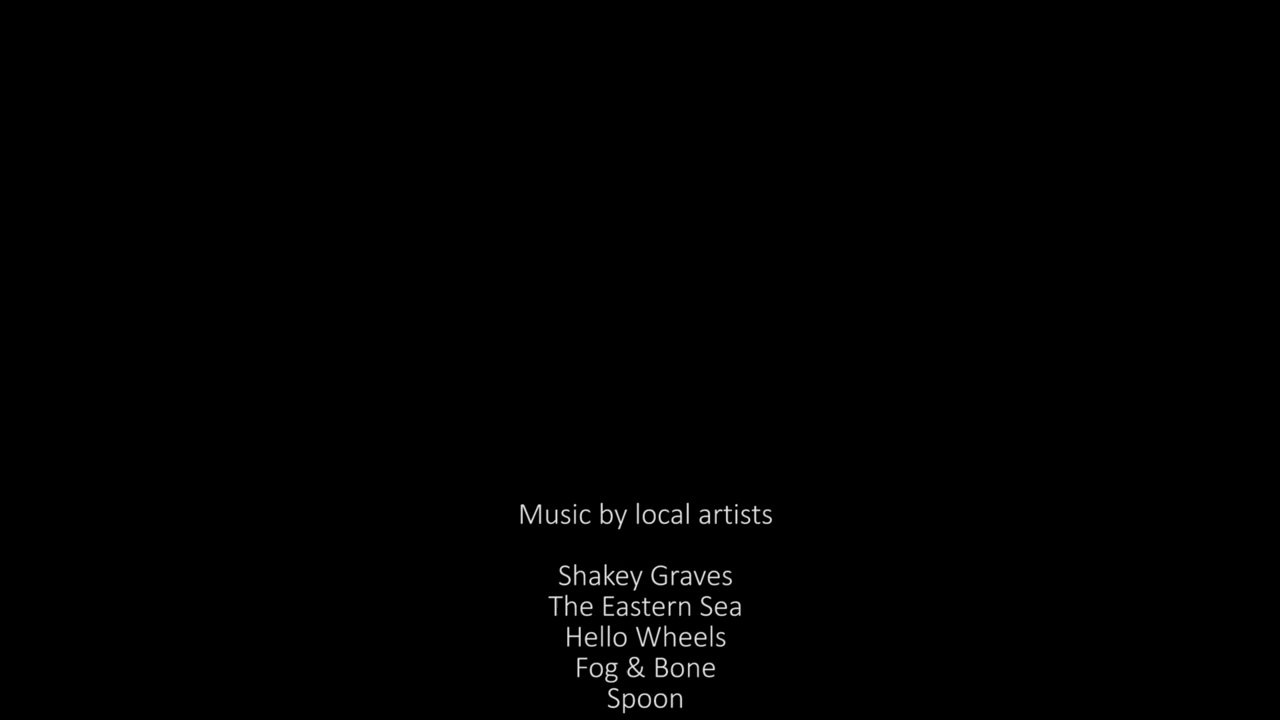 Music by local artists
Shakey Graves
The Eastern Sea
Hello Wheels
Fog & Bone
Spoon